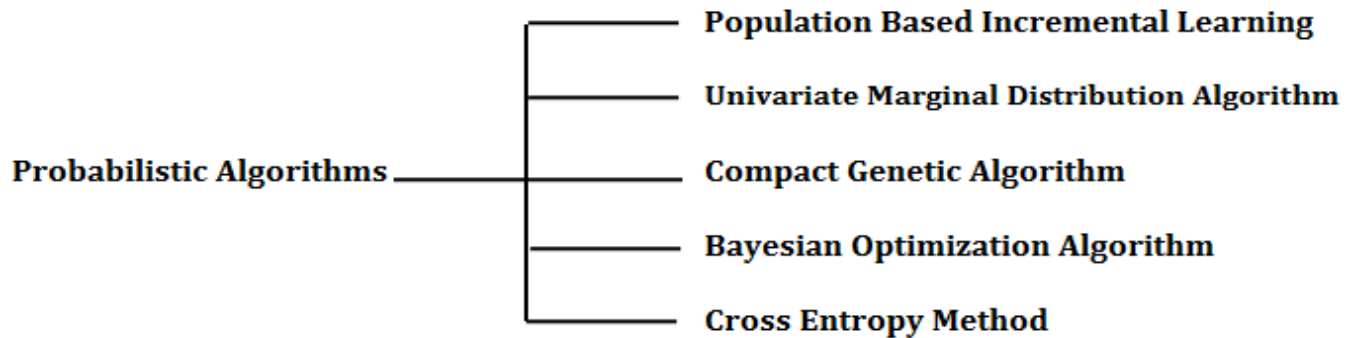 Population Based Incremental Learning
Univariate Marginal Distribution Algorithm
Probabilistic Algorithms
Compact Genetic Algorithm
Bayesian Optimization Algorithm
Cross Entropy Method